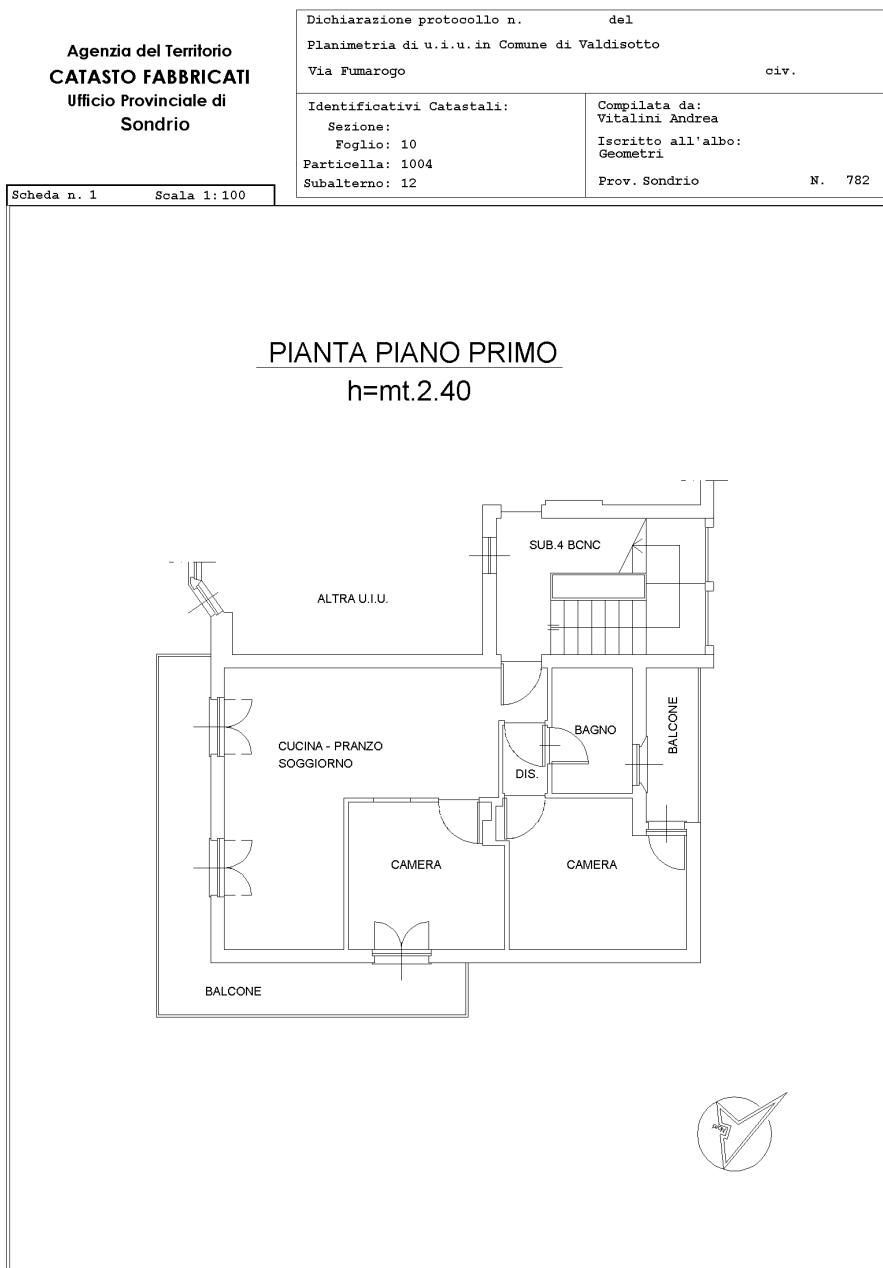 Agenzia del Territorio
CATASTO FABBRICATI
Ufficio Provinciale di
Sondrio
Dichiarazione protocollo n. del
Planimetria di u.i.u. in Comune di Valdisotto
Via Fumarogo civ.
Identificativi Catastali:
Sezione:
Foglio: 10
Particella: 1004
Subalterno: 12
Compilata da:
Vitalini Andrea
Iscritto all'albo:
Geometri
Prov. Sondrio N. 782
Scheda n. 1 Scala 1:100
PIANTA PIANO PRIMO
h=mt.2.40
SUB.4 BCNC
ALTRA U.I.U.
BALCONE
BAGNO
CUCINA - PRANZO
SOGGIORNO
DIS.
CAMERA
CAMERA
BALCONE